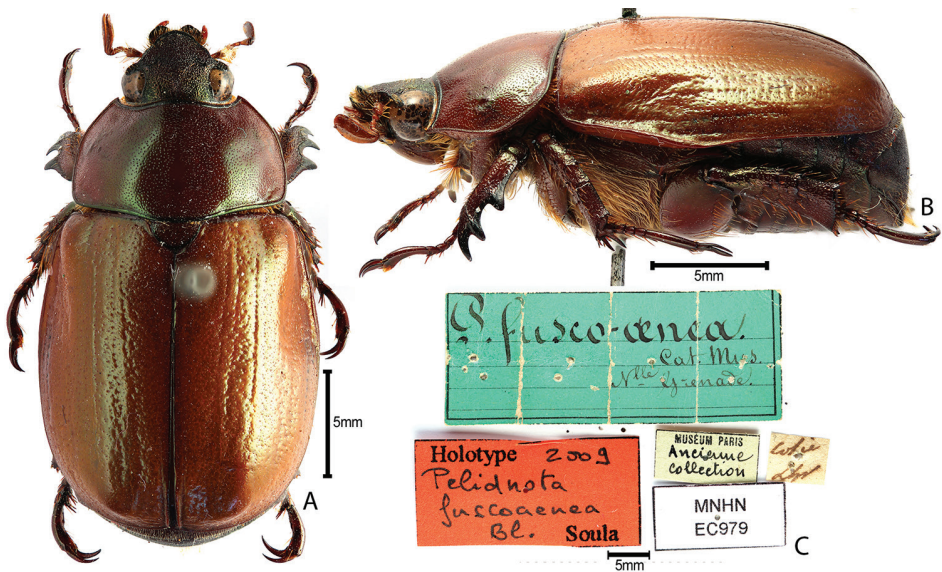 5mm
A
5mm
B
P. fusco-ænea.
Cat. Mus.
Nlle Grenade.
Holotype 2009
Pelidnota
fuscoaenea
Bl. Soula
MUSEUM PARIS
Ancienne
collection
MNHN
EC979
C
5mm